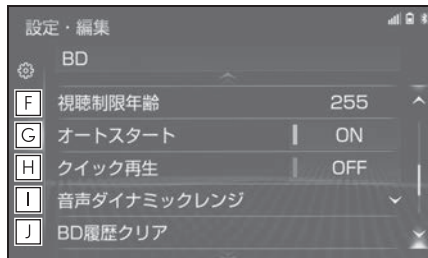 設定・編集
BD
F 視聴制限年齢 255
G オートスタート ON
H クイック再生 OFF
I 音声ダイナミックレンジ
J BD履歴クリア